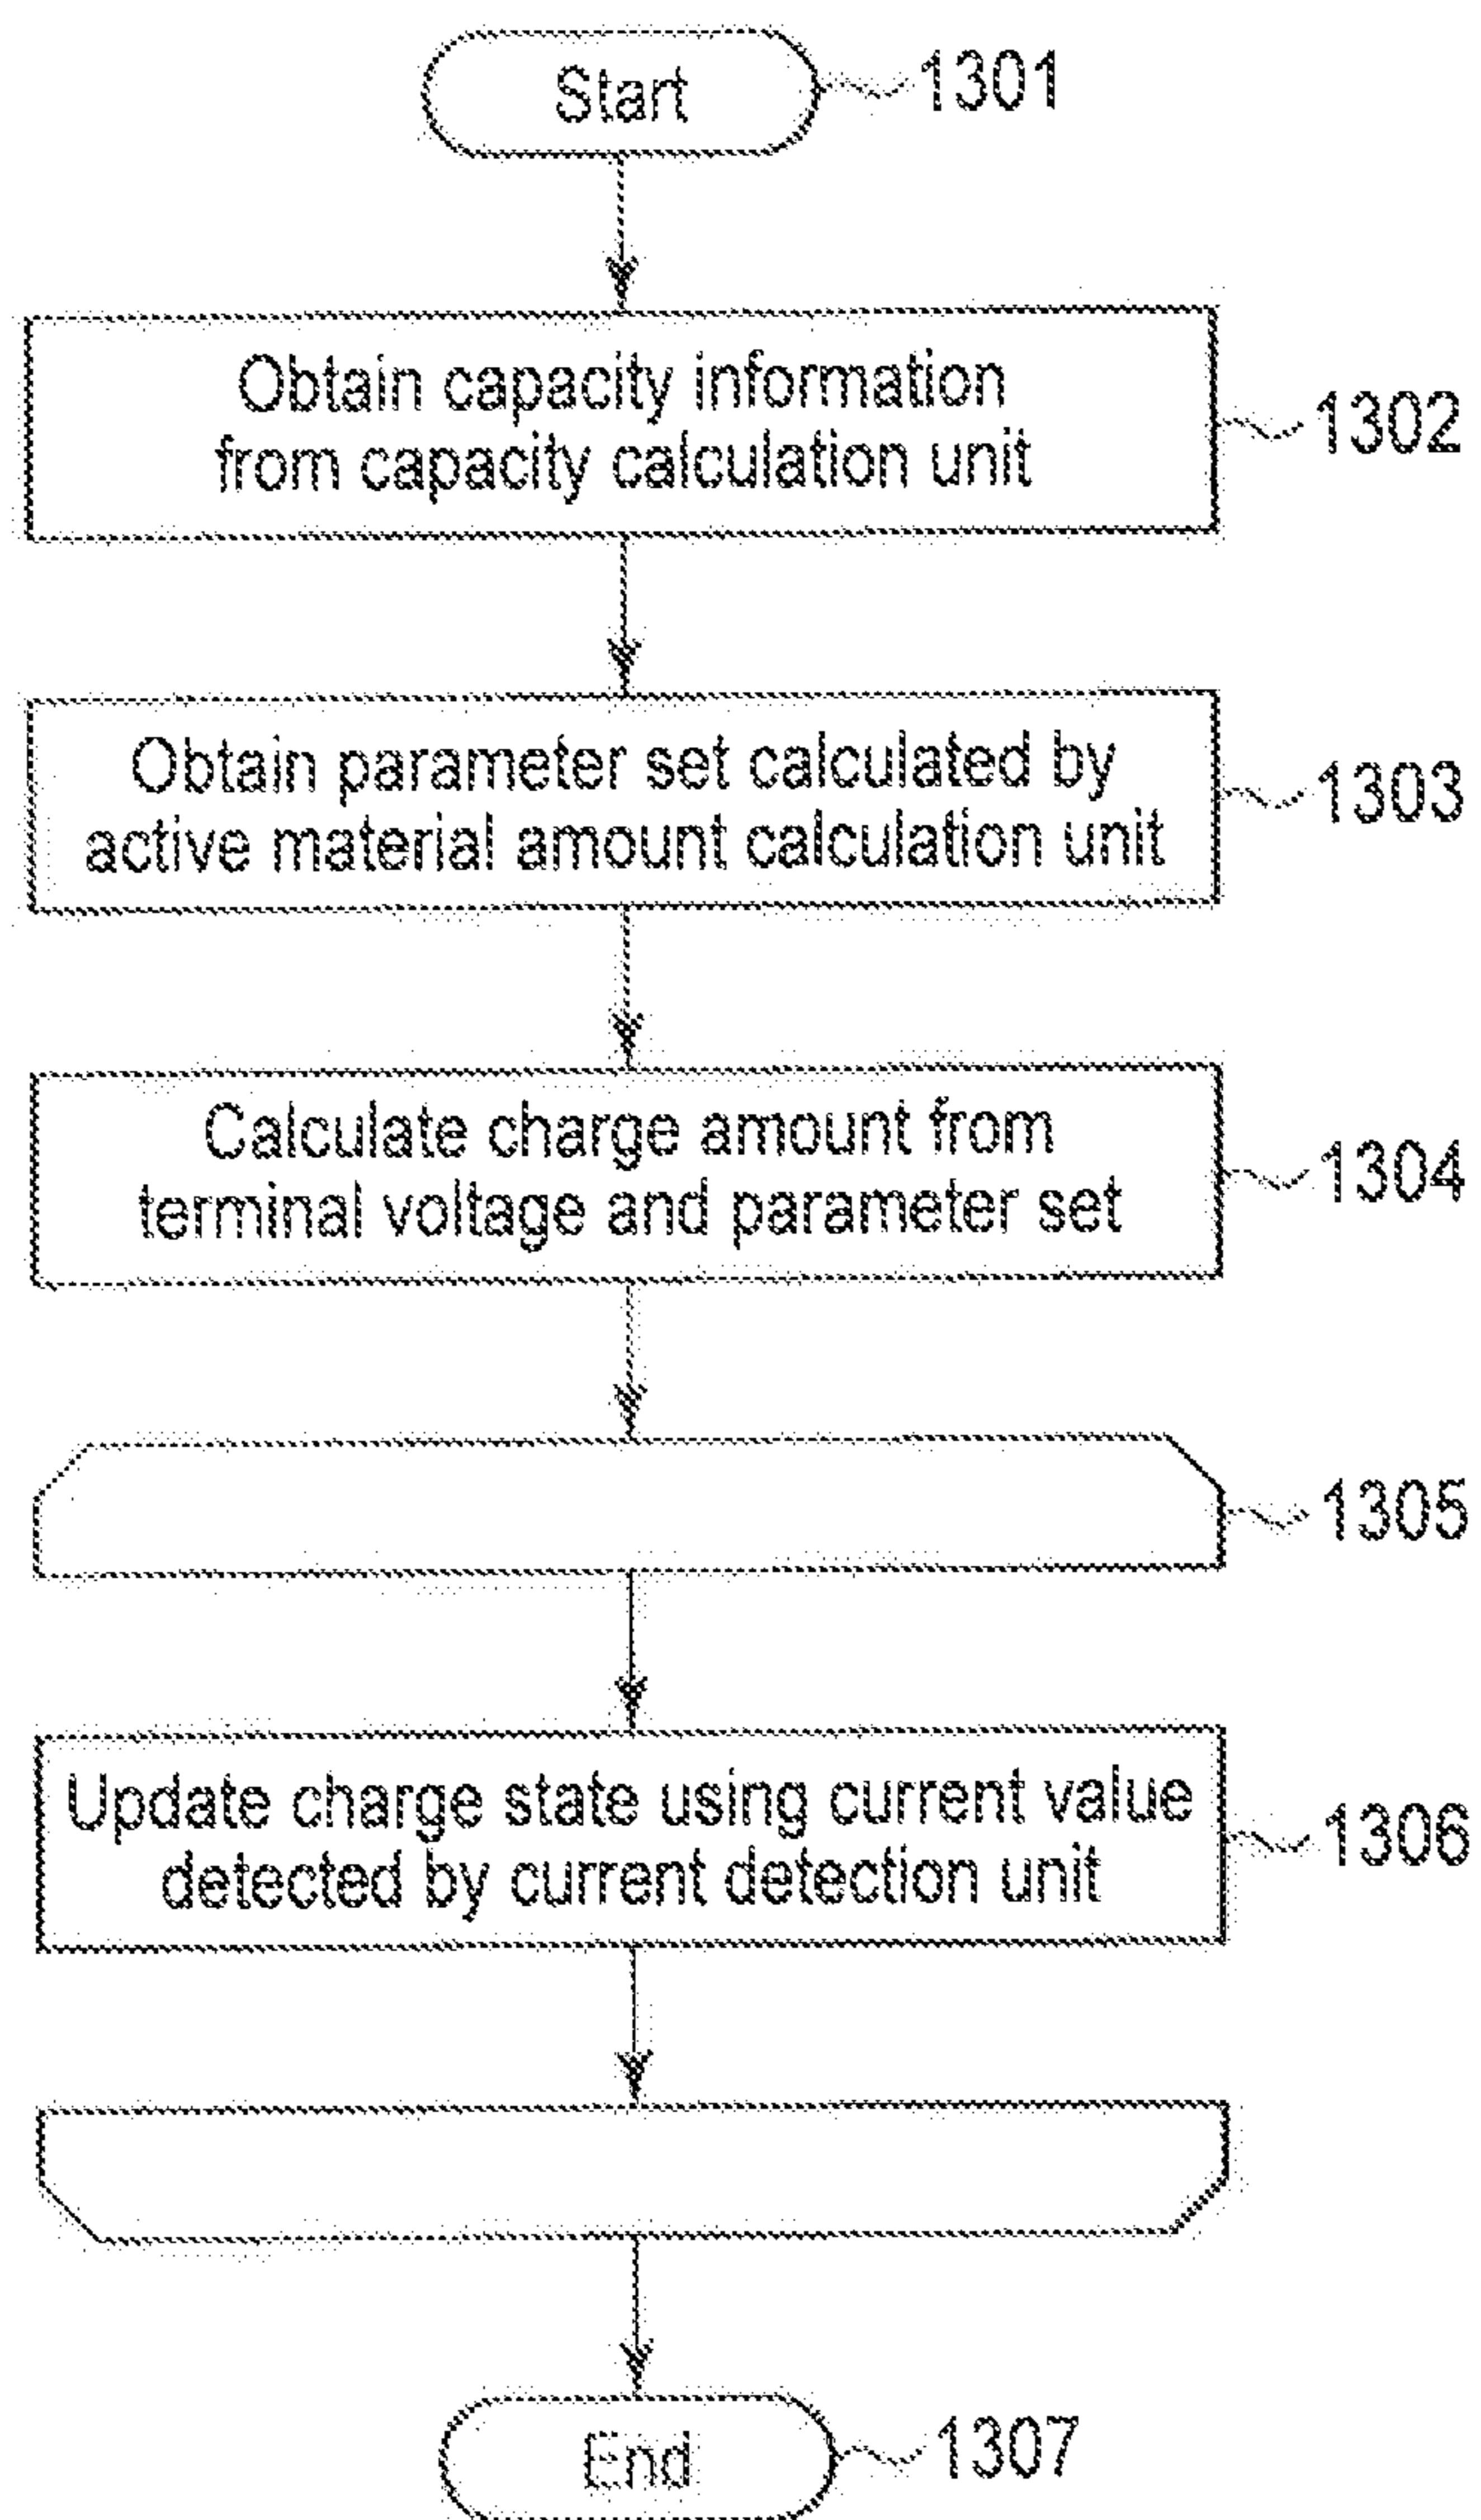 Start
1301
Obtain capacity information
from capacity calculation unit
1302
Obtain parameter set calculated by
active material amount calculation unit
1303
Calculate charge amount from
terminal voltage and parameter set
1304
1305
Update charge state using current value
detected by current detection unit
1306
End
1307